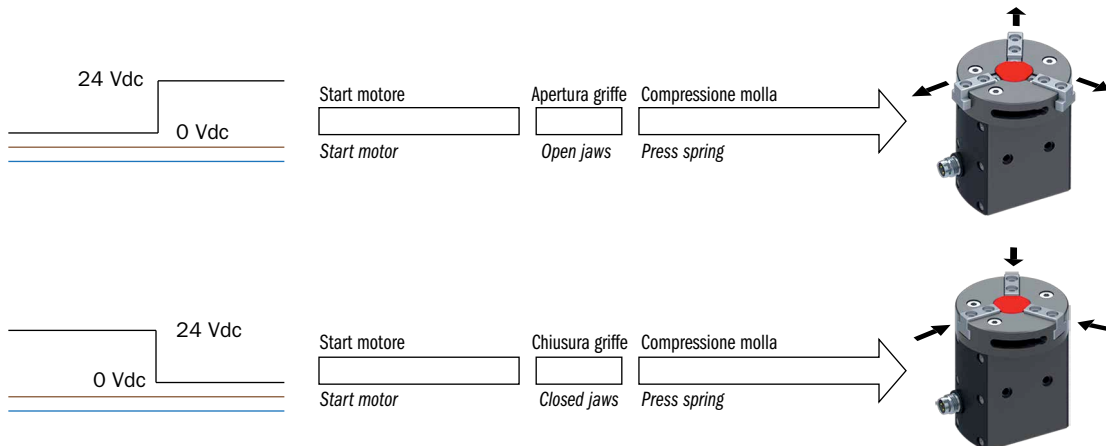 24 Vdc
0 Vdc
Start motore
Apertura griffe
Compressione molla
Start motor
Open jaws
Press spring
24 Vdc
0 Vdc
Start motore
Chiusura griffe
Compressione molla
Start motor
Closed jaws
Press spring